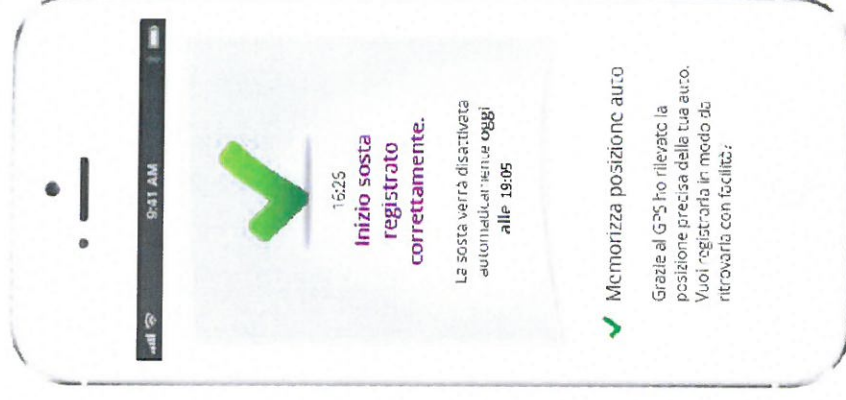 9:41 AM
16:25
Inizio sosta
registrato
correttamente.
La sosta verrà disattivata
automaticamente oggi
alle 19:05
Memorizza posizione auto
Grazie al GPS ho rilevato la
posizione precisa della tua auto.
Vuoi registrarla in modo da
ritrovarla con facilità?